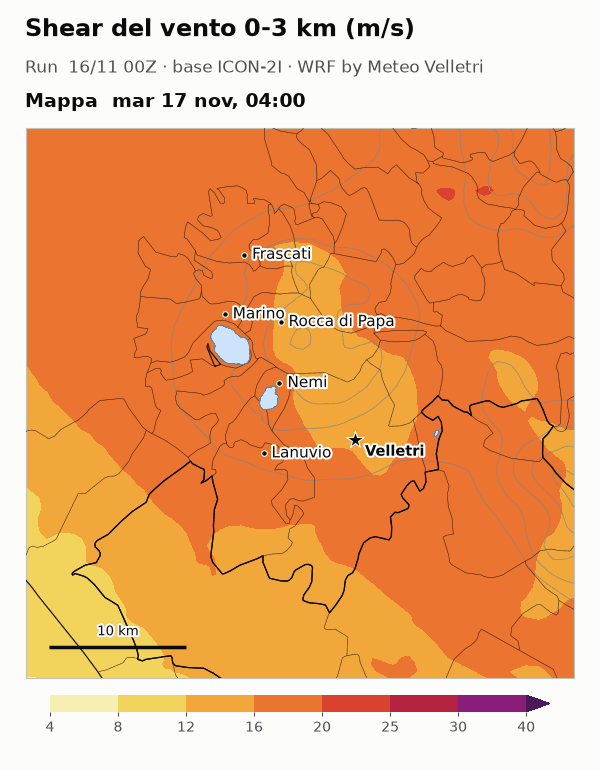 Shear del vento 0-3 km (m/s)
Run 16/11 00Z · base ICON-2I · WRF by Meteo Velletri
Mappa mar 17 nov, 04:00
Frascati
Marino
Rocca di Papa
Nemi
Velletri
Lanuvio
10 km
4 8 12 16 20 25 30 40